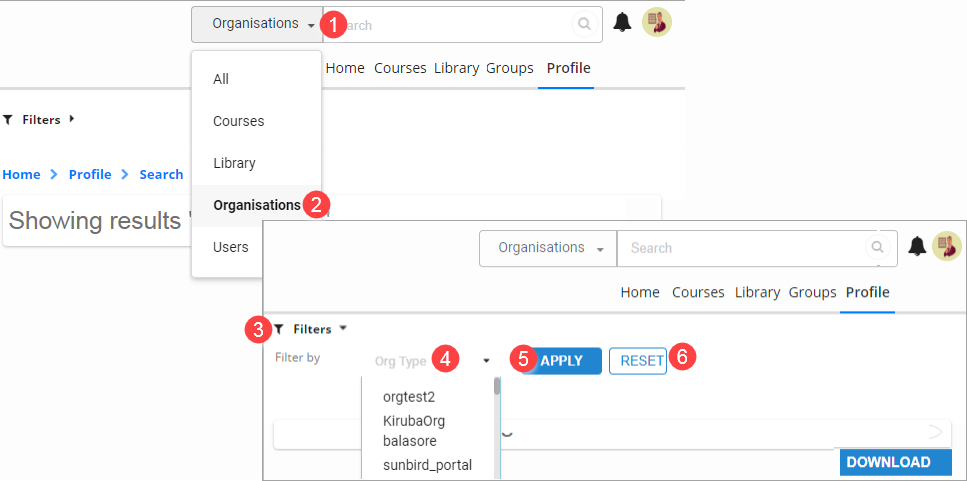 Organisations 1 arch
Home Courses Library Groups Profile
All
Courses
Library
Organisations 2
Users
Filters
Home Profile Search
Showing results '
Organisations Search
Home Courses Library Groups Profile
3 Filters
Filter by Org Type 4 5 APPLY RESET 6
orgtest2
KirubaOrg
balasore
sunbird_portal
DOWNLOAD